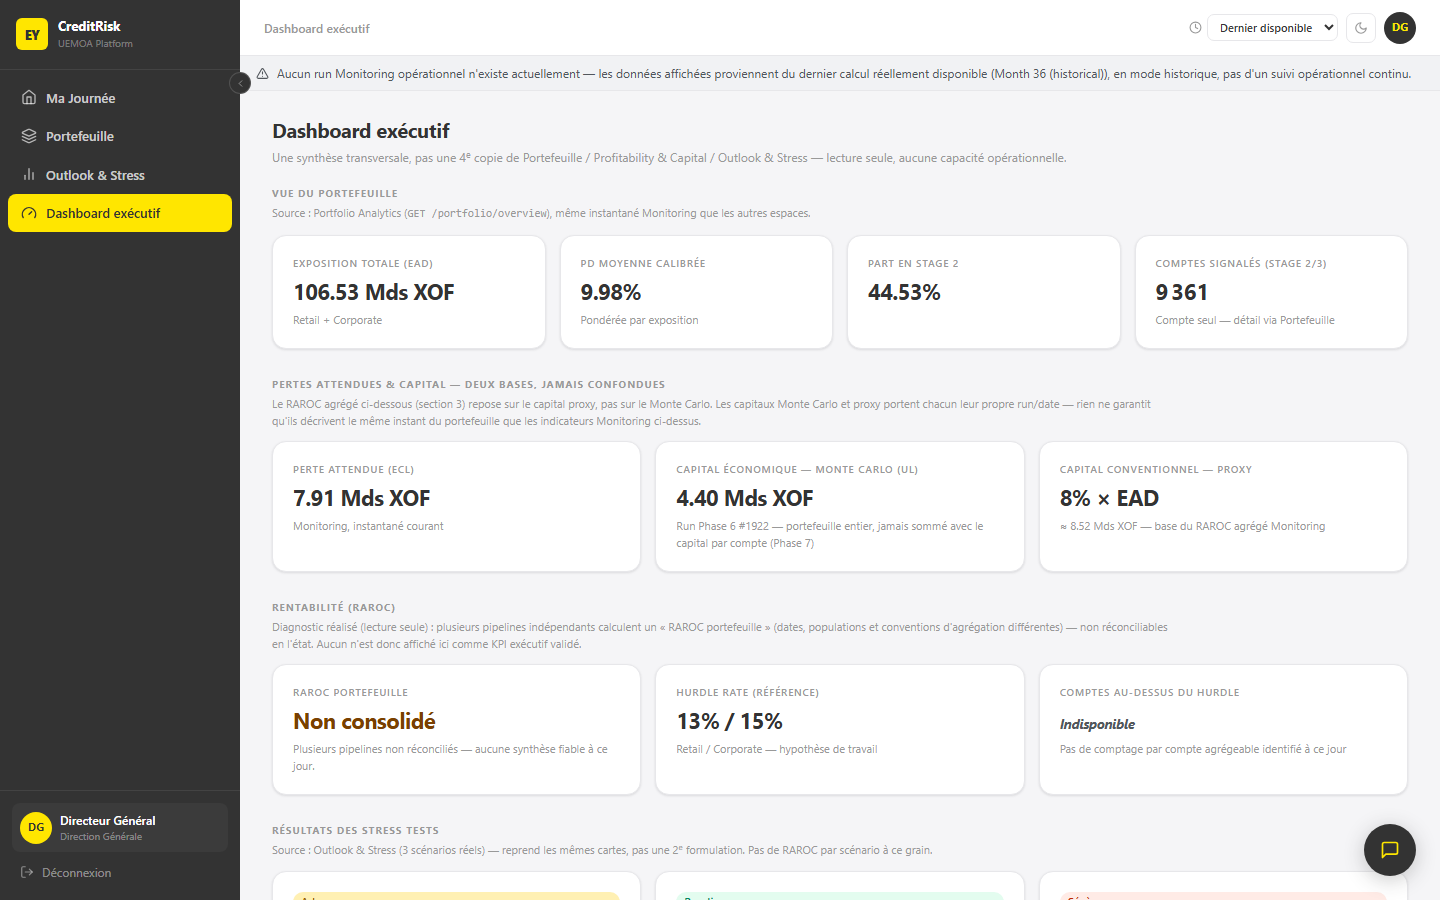 EY
CreditRisk
UEMOA Platform
Ma Journée
Portefeuille
Outlook & Stress
Dashboard exécutif
DG
Directeur Général
Direction Générale
Déconnexion
Dashboard exécutif
Dernier disponible
DG
Aucun run Monitoring opérationnel n'existe actuellement — les données affichées proviennent du dernier calcul réellement disponible (Month 36 (historical)), en mode historique, pas d'un suivi opérationnel continu.
Dashboard exécutif
Une synthèse transversale, pas une 4ᵉ copie de Portefeuille / Profitability & Capital / Outlook & Stress — lecture seule, aucune capacité opérationnelle.
VUE DU PORTEFEUILLE
Source : Portfolio Analytics (GET /portfolio/overview), même instantané Monitoring que les autres espaces.
EXPOSITION TOTALE (EAD)
106.53 Mds XOF
Retail + Corporate
PD MOYENNE CALIBRÉE
9.98%
Pondérée par exposition
PART EN STAGE 2
44.53%
COMPTES SIGNALÉS (STAGE 2/3)
9 361
Compte seul — détail via Portefeuille
PERTES ATTENDUES & CAPITAL — DEUX BASES, JAMAIS CONFONDUES
Le RAROC agrégé ci-dessous (section 3) repose sur le capital proxy, pas sur le Monte Carlo. Les capitaux Monte Carlo et proxy portent chacun leur propre run/date — rien ne garantit
qu'ils décrivent le même instant du portefeuille que les indicateurs Monitoring ci-dessus.
PERTE ATTENDUE (ECL)
7.91 Mds XOF
Monitoring, instantané courant
CAPITAL ÉCONOMIQUE — MONTE CARLO (UL)
4.40 Mds XOF
Run Phase 6 #1922 — portefeuille entier, jamais sommé avec le
capital par compte (Phase 7)
CAPITAL CONVENTIONNEL — PROXY
8% × EAD
≈ 8.52 Mds XOF — base du RAROC agrégé Monitoring
RENTABILITÉ (RAROC)
Diagnostic réalisé (lecture seule) : plusieurs pipelines indépendants calculent un « RAROC portefeuille » (dates, populations et conventions d'agrégation différentes) — non réconciliables
en l'état. Aucun n'est donc affiché ici comme KPI exécutif validé.
RAROC PORTEFEUILLE
Non consolidé
Plusieurs pipelines non réconciliés — aucune synthèse fiable à ce
jour.
HURDLE RATE (RÉFÉRENCE)
13% / 15%
Retail / Corporate — hypothèse de travail
COMPTES AU-DESSUS DU HURDLE
Indisponible
Pas de comptage par compte agrégeable identifié à ce jour
RÉSULTATS DES STRESS TESTS
Source : Outlook & Stress (3 scénarios réels) — reprend les mêmes cartes, pas une 2ᵉ formulation. Pas de RAROC par scénario à ce grain.